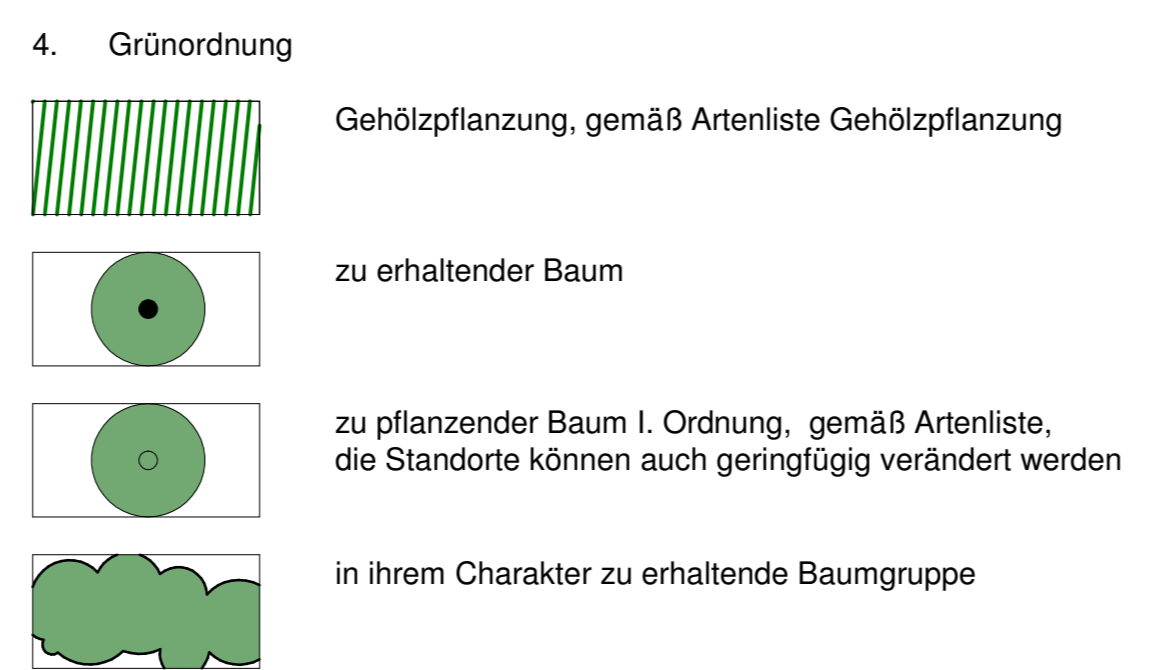 4. Grünordnung
Gehölzpflanzung, gemäß Artenliste Gehölzpflanzung
zu erhaltender Baum
zu pflanzender Baum I. Ordnung, gemäß Artenliste,
die Standorte können auch geringfügig verändert werden
in ihrem Charakter zu erhaltende Baumgruppe